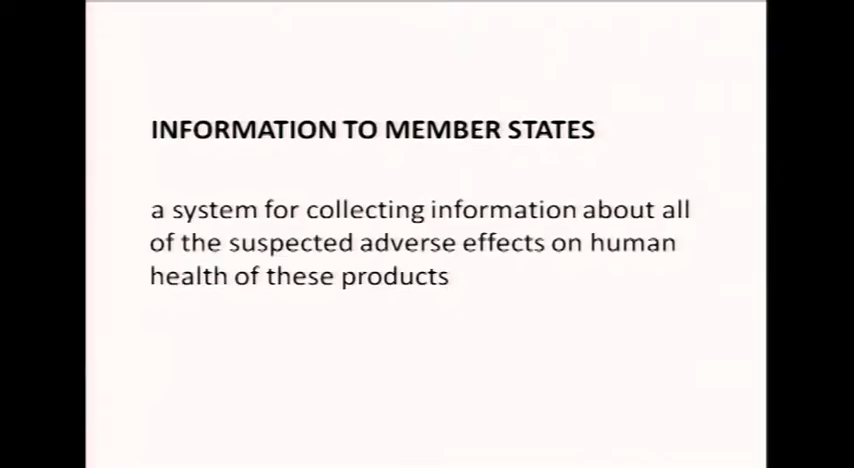 INFORMATION TO MEMBER STATES
a system for collecting information about all
of the suspected adverse effects on human
health of these products